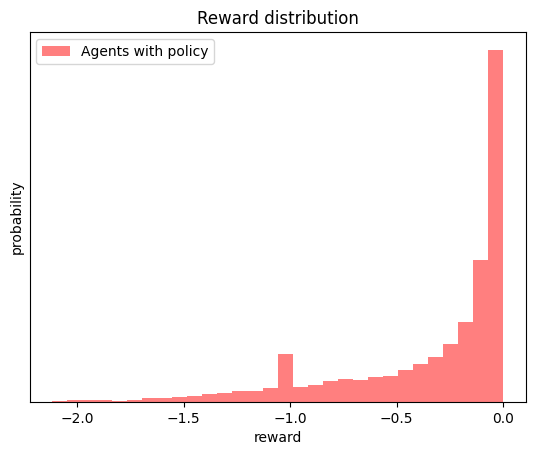 Reward distribution
Agents with policy
probability
−2.0
−1.5
−1.0
−0.5
0.0
reward